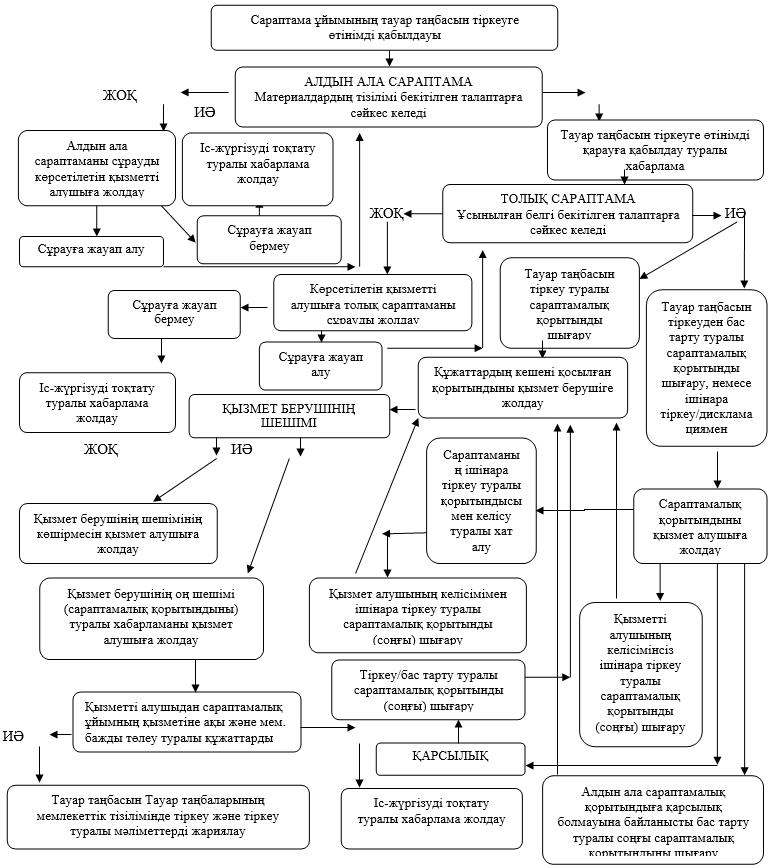 Сараптама ұйымының тауар таңбасын тіркеуге
өтінімді қабылдауы
АЛДЫН АЛА САРАПТАМА
Материалдардың тізілімі бекітілген талаптарға
сәйкес келеді
ЖОҚ
ИӘ
Алдын ала
сараптаманы сұрауды
көрсетілетін қызметті
алушыға жолдау
Іс-жүргізуді тоқтату
туралы хабарлама
жолдау
Тауар таңбасын тіркеуге өтінімді
қарауға қабылдау туралы
хабарлама
Сұрауға жауап алу
Сұрауға жауап
бермеу
ТОЛЫҚ САРАПТАМА
Ұсынылған белгі бекітілген талаптарға
сәйкес келеді
ЖОҚ
ИӘ
Көрсетілетін қызметті
алушыға толық сараптаманы
сұрауды жолдау
Сұрауға жауап
бермеу
Сұрауға жауап
алу
Іс-жүргізуді тоқтату
туралы хабарлама
жолдау
Тауар таңбасын
тіркеу туралы
сараптамалық
қорытынды
шығару
Тауар таңбасын
тіркеуден бас
тарту туралы
сараптамалық
қорытынды
шығару, немесе
ішінара
тіркеу/дисклама
циямен
Құжаттардың кешені қосылған
қорытындыны қызмет берушіге
жолдау
ҚЫЗМЕТ БЕРУШІНІҢ
ШЕШІМІ
ЖОҚ
ИӘ
Қызмет берушінің шешімінің
көшірмесін қызмет алушыға
жолдау
Сараптаманы
ң ішінара
тіркеу туралы
қорытындысы
мен келісу
туралы хат
алу
Сараптамалық
қорытындыны
қызмет алушыға
жолдау
Қызмет берушінің оң шешімі
(сараптамалық қорытындыны)
туралы хабарламаны қызмет
алушыға жолдау
Қызмет алушының келісімімен
ішінара тіркеу туралы
сараптамалық қорытынды
(соңғы) шығару
Қызметті
алушының
келісімінсіз
ішінара тіркеу
туралы
сараптамалық
қорытынды
(соңғы) шығару
Тіркеу/бас тарту туралы
сараптамалық қорытынды
(соңғы) шығару
Қызметті алушыдан сараптамалық
ұйымның қызметіне ақы және мем.
бажды төлеу туралы құжаттарды
ИӘ
ҚАРСЫЛЫҚ
Тауар таңбасын Тауар таңбаларының
мемлекеттік тізілімінде тіркеу және тіркеу
туралы мәліметтерді жариялау
Іс-жүргізуді тоқтату
туралы хабарлама жолдау
Алдын ала сараптамалық
қорытындыға қарсылық
болмауына байланысты бас тарту
туралы соңғы сараптамалық
қорытындыны шығару